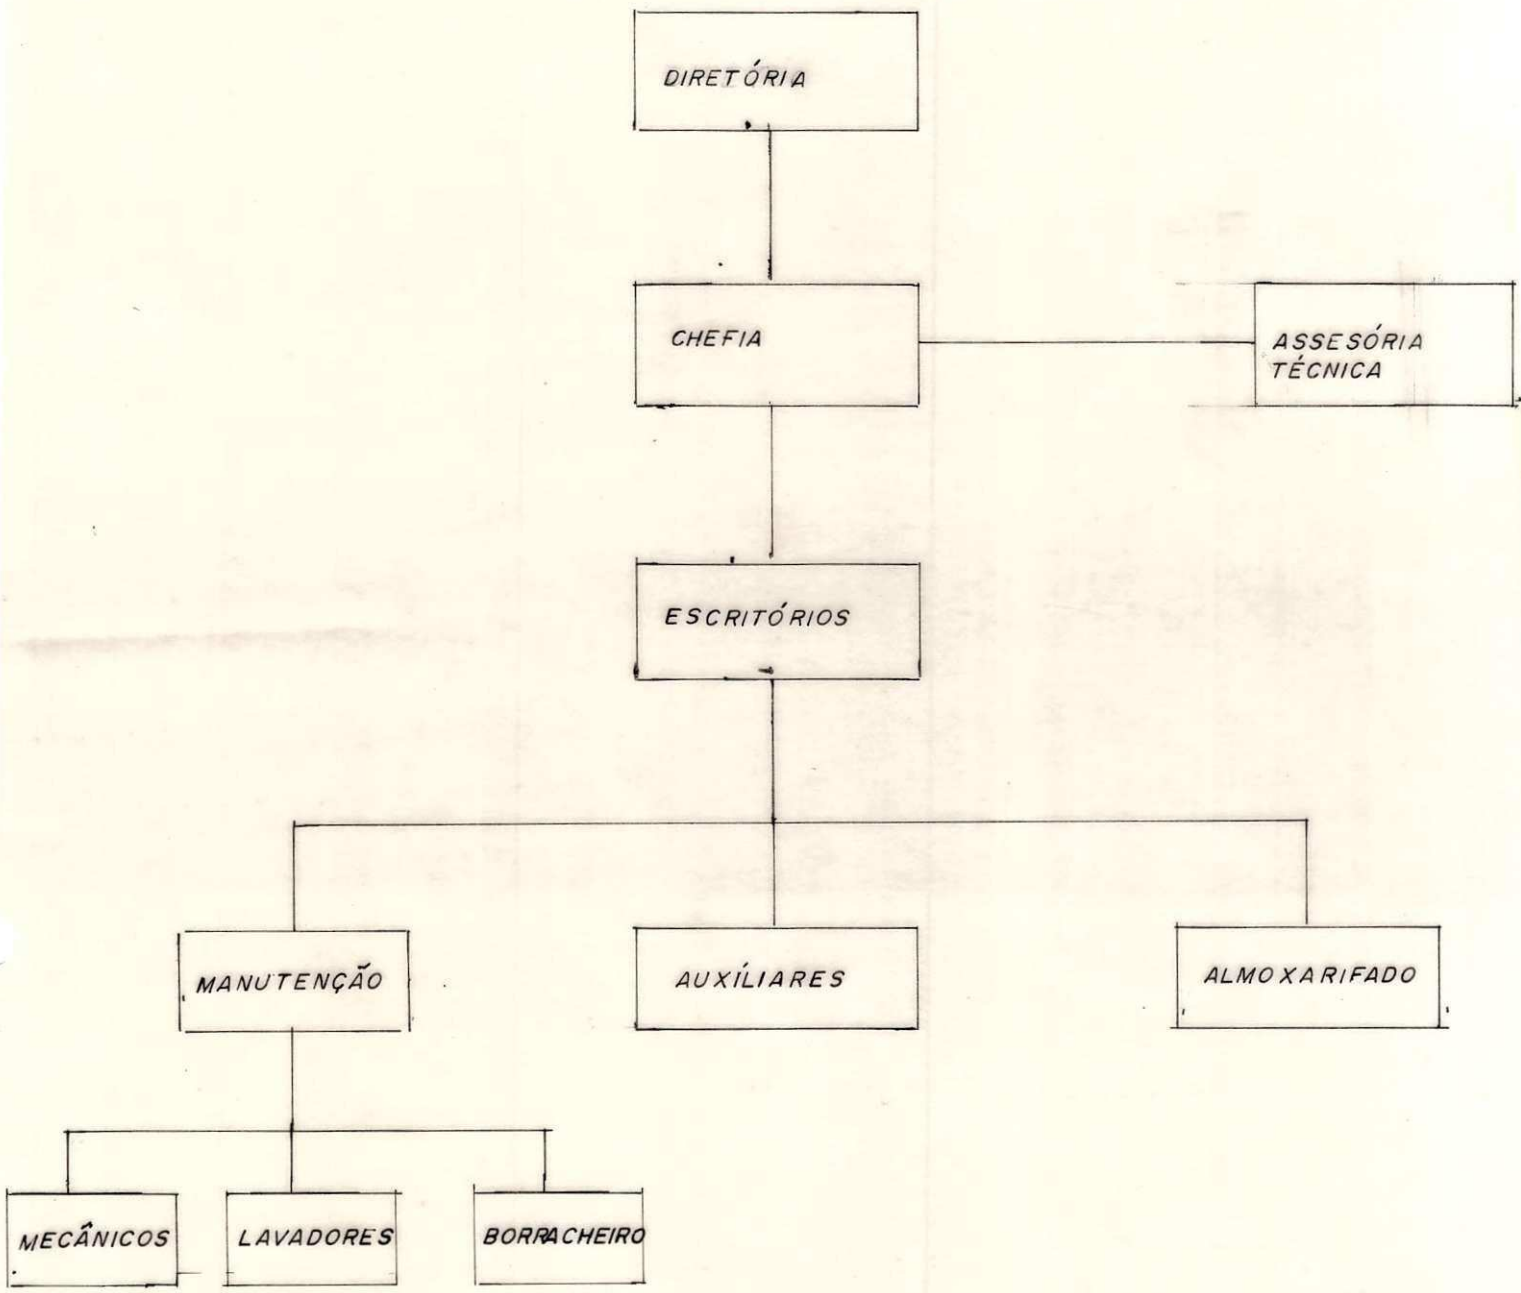 DIRETÓRIA
CHEFIA
ASSESÓRIA
TÉCNICA
ESCRITÓRIOS
MANUTENÇÃO
AUXÍLIARES
ALMOXARIFADO
MECÂNICOS
LAVADORES
BORRACHEIRO